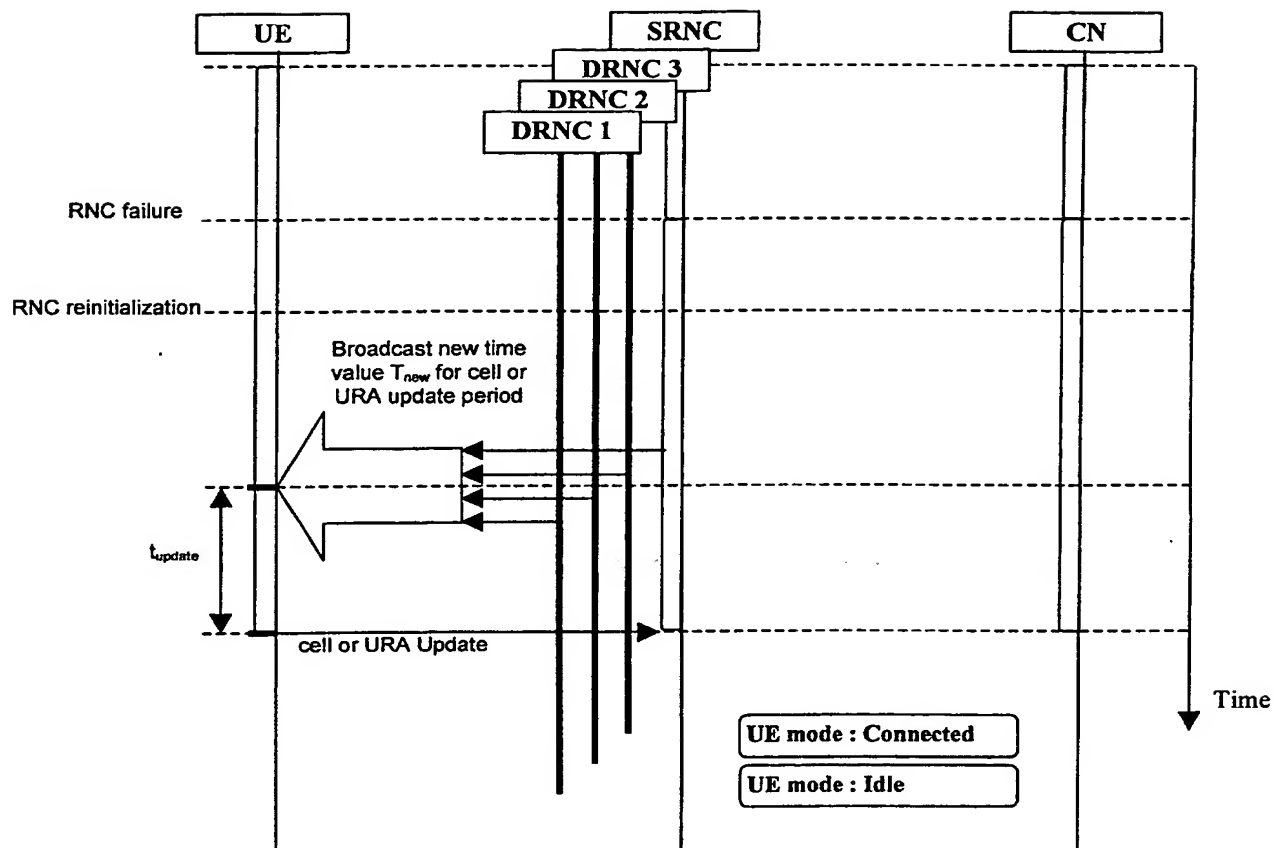 UE
SRNC
CN
DRNC 3
DRNC 2
DRNC 1
RNC failure
RNC reinitialization
Broadcast new time
value Tnew for cell or
URA update period
tupdate
cell or URA Update
Time
UE mode : Connected
UE mode : Idle